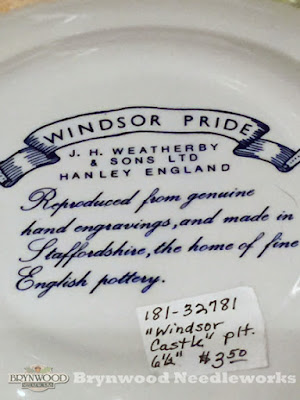 WINDSOR PRIDE
J. H. WEATHERBY
& SONS LTD
HANLEY ENGLAND
Reproduced from genuine
hand engravings, and made in
Staffordshire, the home of fine
English pottery.
181-32781
"Windsor
Castle" plt.
6½" $3.50
BRYNWOOD
Brynwood Needleworks